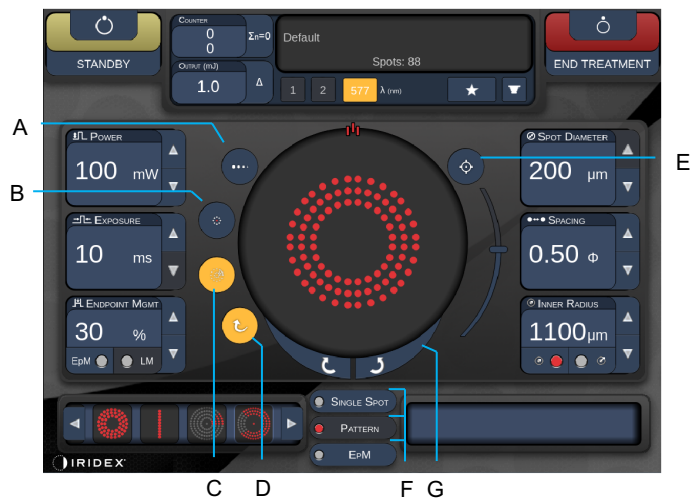 STANDBY
COUNTER
0
0
Σn=0
OUTPUT (mJ)
1.0
Δ
Default
Spots: 88
1 2 577 λ (nm)
END TREATMENT
A
B
C
D
E
F
G
POWER
100 mW
EXPOSURE
10 ms
ENDPOINT MGMT
30 %
EpM LM
SPOT DIAMETER
200 μm
SPACING
0.50 Φ
INNER RADIUS
1100μm
SINGLE SPOT
PATTERN
EPM
IRIDEX